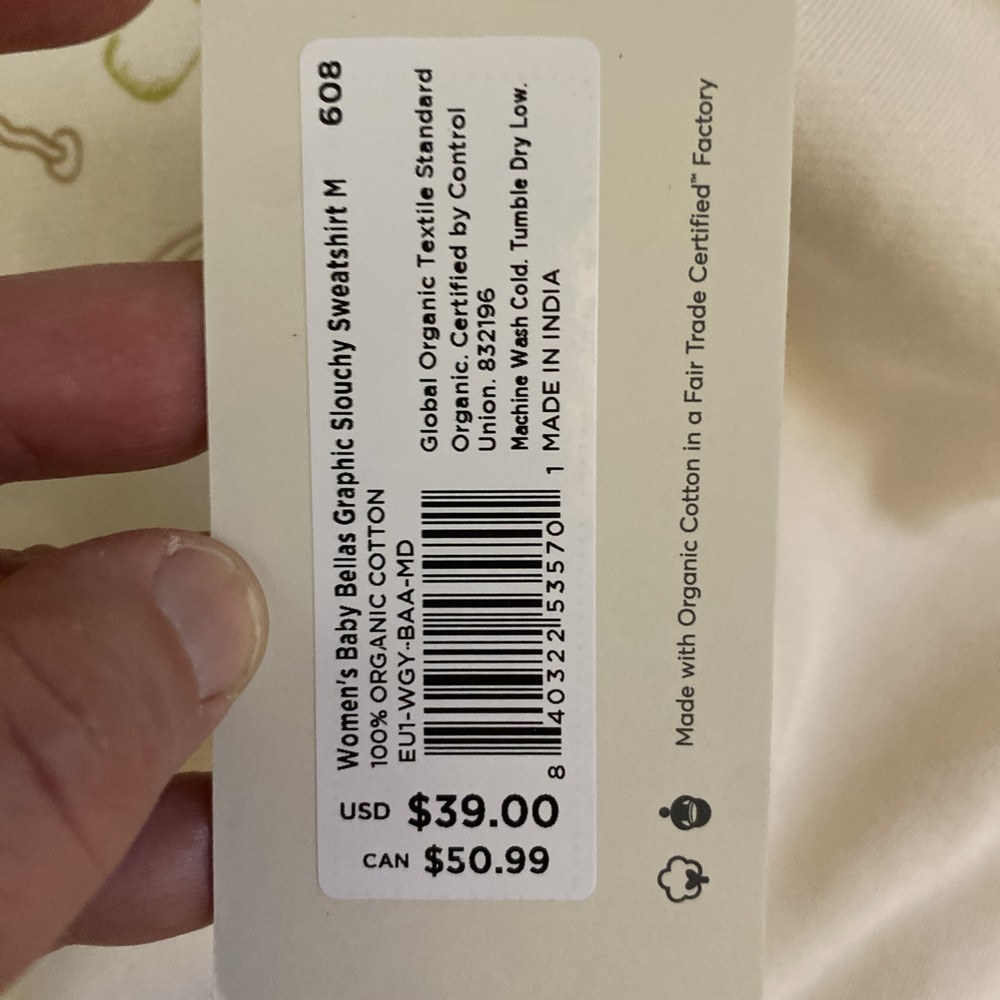 Women's Baby Bellas Graphic Slouchy Sweatshirt M 608
100% ORGANIC COTTON
EU1-WGY-BAA-MD
Global Organic Textile Standard
Organic. Certified by Control
Union. 832196
Machine Wash Cold. Tumble Dry Low.
MADE IN INDIA
8 40322 53570 1
USD $39.00
CAN $50.99
Made with Organic Cotton in a Fair Trade Certified™ Factory